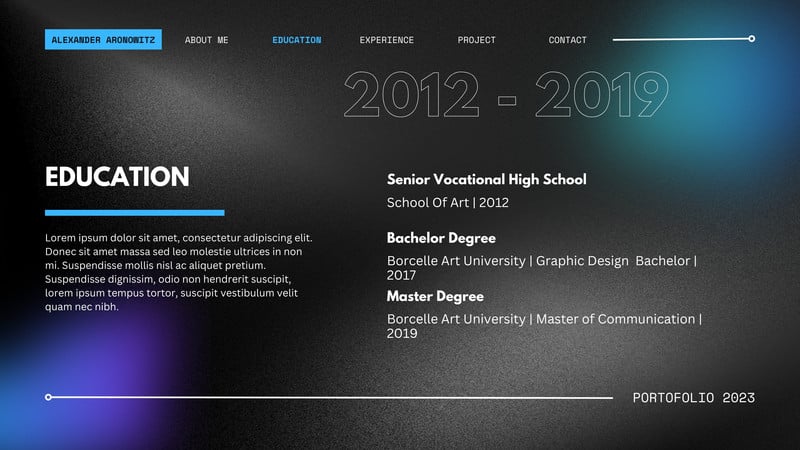 ALEXANDER ARONOWITZ ABOUT ME EDUCATION EXPERIENCE PROJECT CONTACT
2012 - 2019
EDUCATION
Lorem ipsum dolor sit amet, consectetur adipiscing elit.
Donec sit amet massa sed leo molestie ultrices in non
mi. Suspendisse mollis nisl ac aliquet pretium.
Suspendisse dignissim, odio non hendrerit suscipit,
lorem ipsum tempus tortor, suscipit vestibulum velit
quam nec nibh.
Senior Vocational High School
School Of Art | 2012
Bachelor Degree
Borcelle Art University | Graphic Design Bachelor |
2017
Master Degree
Borcelle Art University | Master of Communication |
2019
PORTOFOLIO 2023